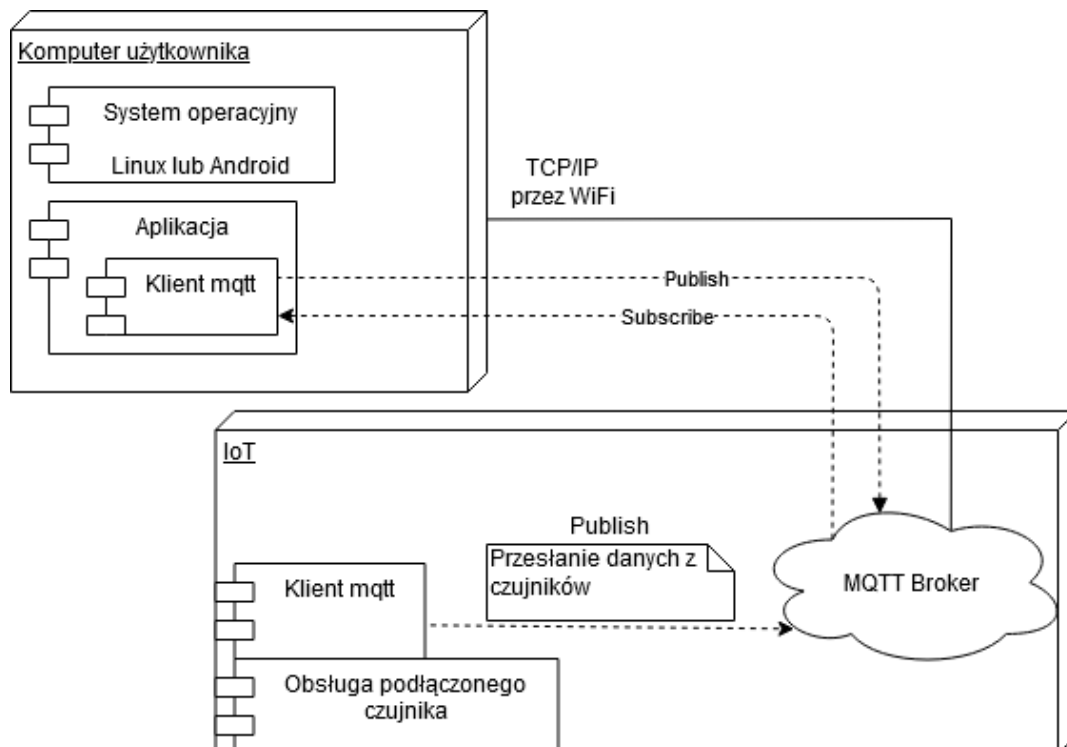 Komputer użytkownika
System operacyjny
Linux lub Android
Aplikacja
Klient mqtt
TCP/IP
przez WiFi
Publish
Subscribe
IoT
Publish
Przesłanie danych z
czujników
Klient mqtt
MQTT Broker
Obsługa podłączonego
czujnika